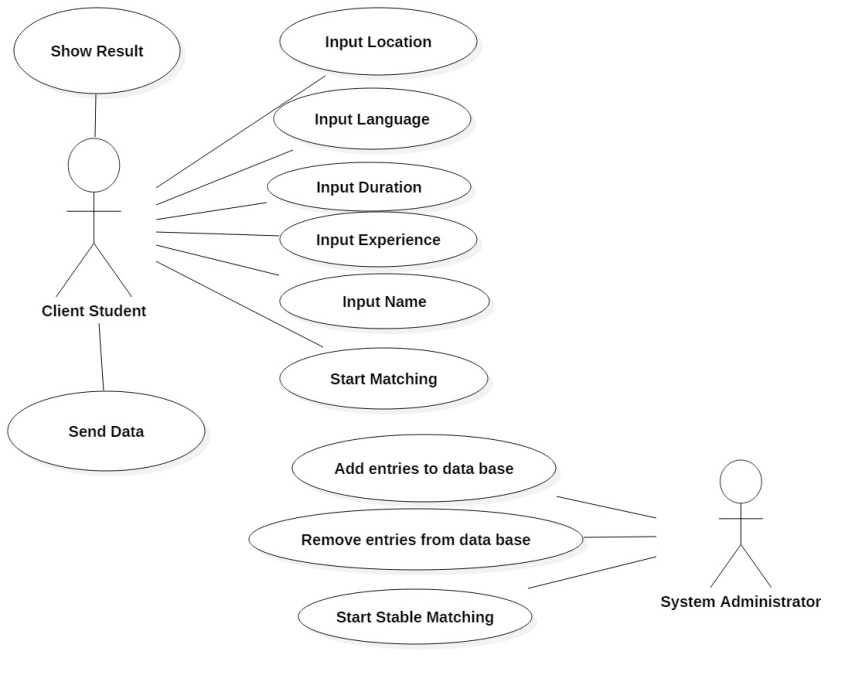 Show Result
Input Location
Input Language
Input Duration
Input Experience
Input Name
Client Student
Start Matching
Send Data
Add entries to data base
Remove entries from data base
System Administrator
Start Stable Matching